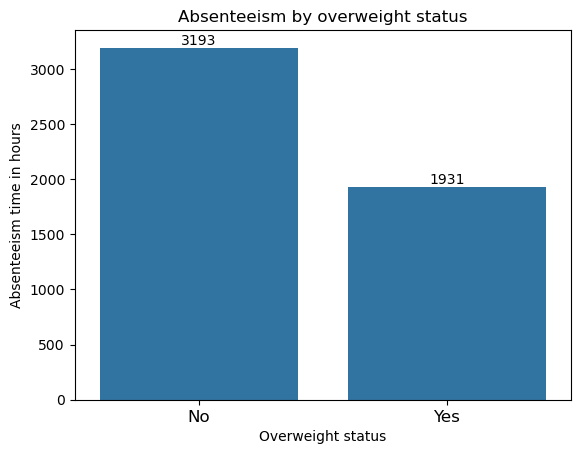 Absenteeism by overweight status
3193
1931
3000
2500
2000
1500
1000
500
0
Absenteeism time in hours
No
Yes
Overweight status